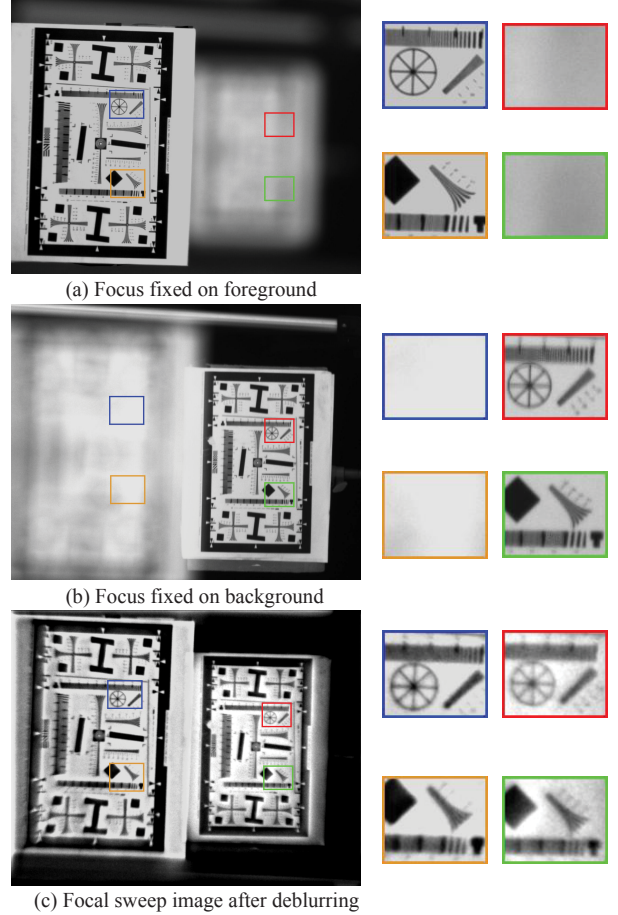 (a) Focus fixed on foreground
(b) Focus fixed on background
(c) Focal sweep image after deblurring